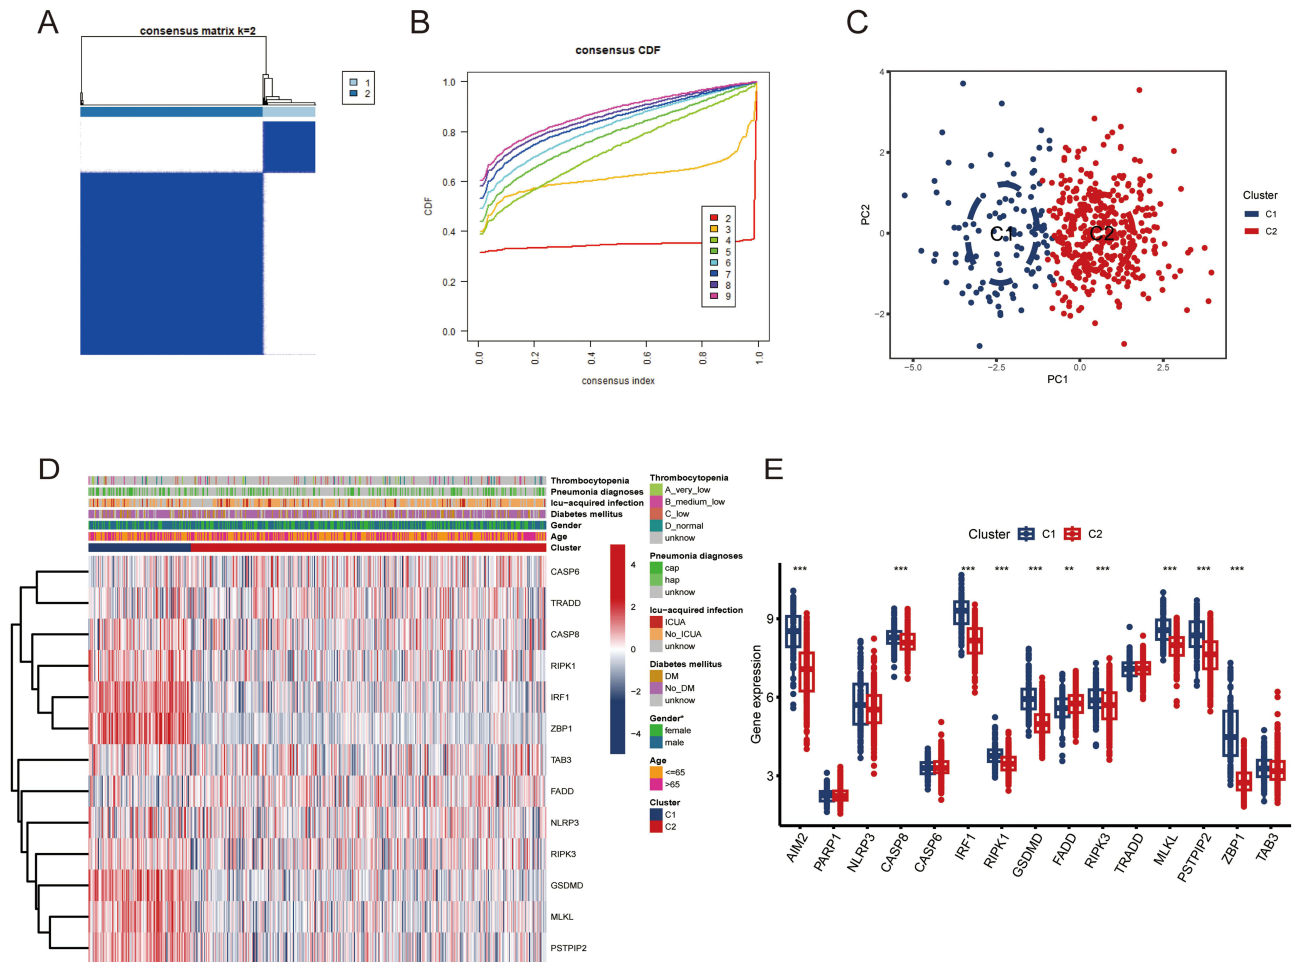 A
consensus matrix k=2
1
2
B
consensus CDF
1.0
0.8
0.6
0.4
0.2
0.0
CDF
2
3
4
5
6
7
8
9
0.0
0.2
0.4
0.6
0.8
1.0
consensus index
C
4
2
0
−2
PC2
C1
C2
−5.0
−2.5
0.0
2.5
PC1
Cluster
C1
C2
D
Thrombocytopenia
Pneumonia diagnoses
Icu−acquired infection
Diabetes mellitus
Gender
Age
Cluster
CASP6
TRADD
CASP8
RIPK1
IRF1
ZBP1
TAB3
FADD
NLRP3
RIPK3
GSDMD
MLKL
PSTPIP2
4
2
0
−2
−4
Thrombocytopenia
A_very_low
B_medium_low
C_low
D_normal
unknow
Pneumonia diagnoses
cap
hap
unknow
Icu−acquired infection
ICUA
No_ICUA
unknow
Diabetes mellitus
DM
No_DM
unknow
Gender*
female
male
Age
<=65
>65
Cluster
C1
C2
E
Cluster C1 C2
*** *** *** *** *** ** *** *** *** ***
9
6
3
Gene expression
AIM2
PARP1
NLRP3
CASP8
CASP6
IRF1
RIPK1
GSDMD
FADD
RIPK3
TRADD
MLKL
PSTPIP2
ZBP1
TAB3